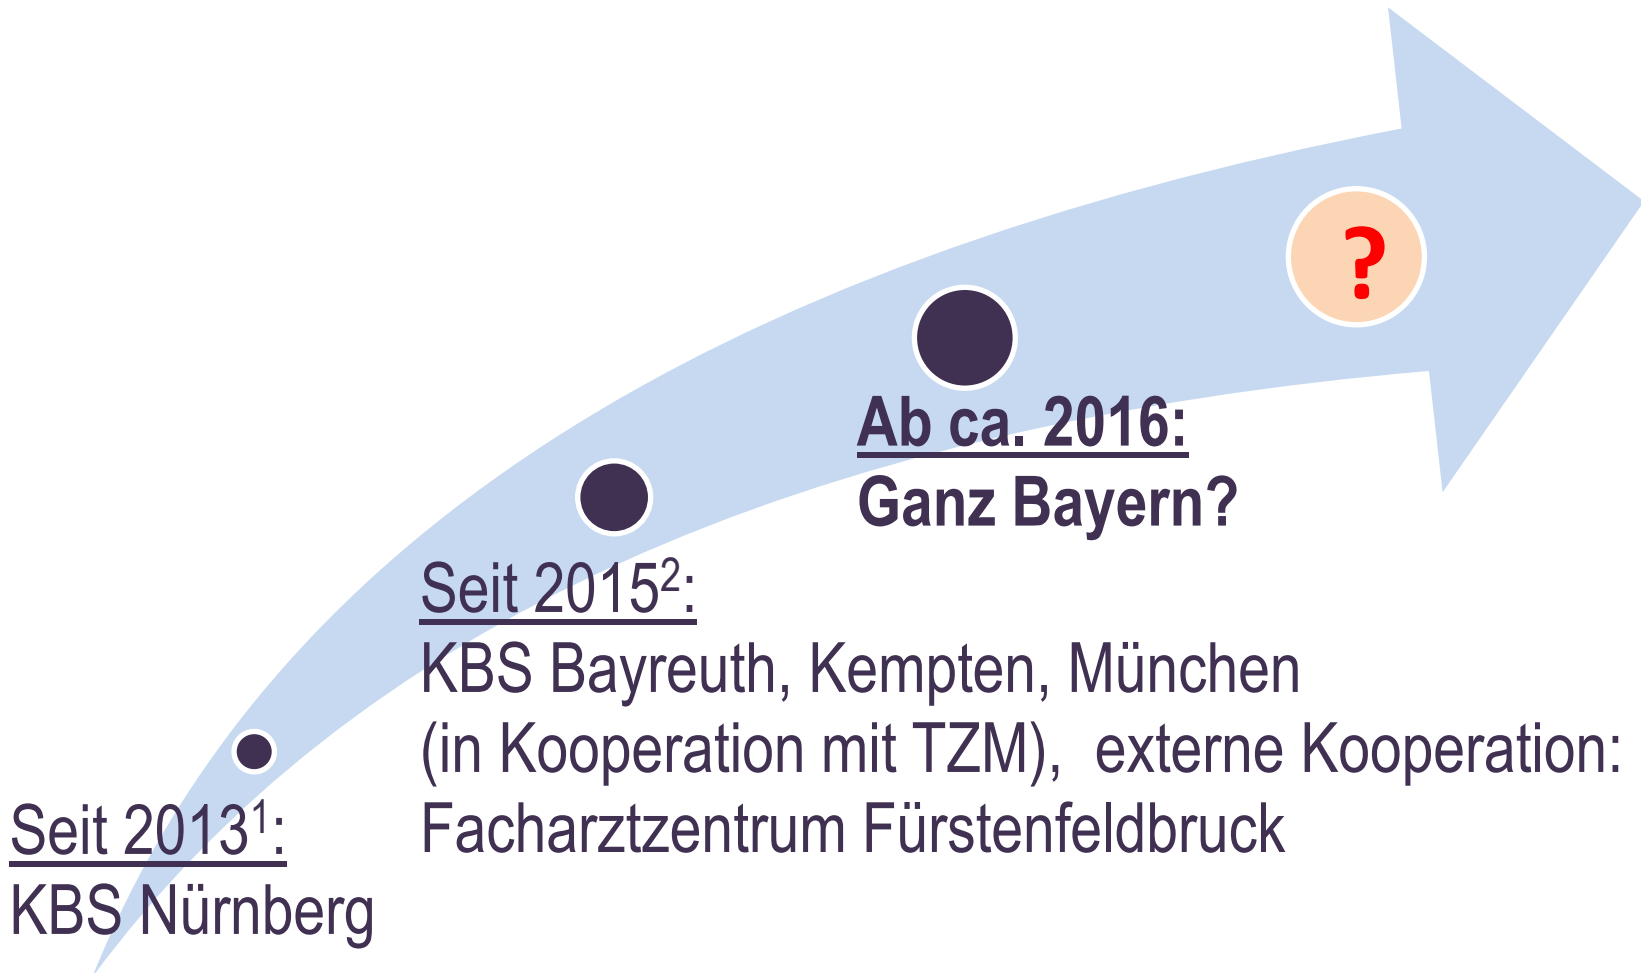 Seit 2013¹:
KBS Nürnberg
Seit 2015²:
KBS Bayreuth, Kempten, München
(in Kooperation mit TZM),  externe Kooperation:
Facharztzentrum Fürstenfeldbruck
Ab ca. 2016:
Ganz Bayern?
?